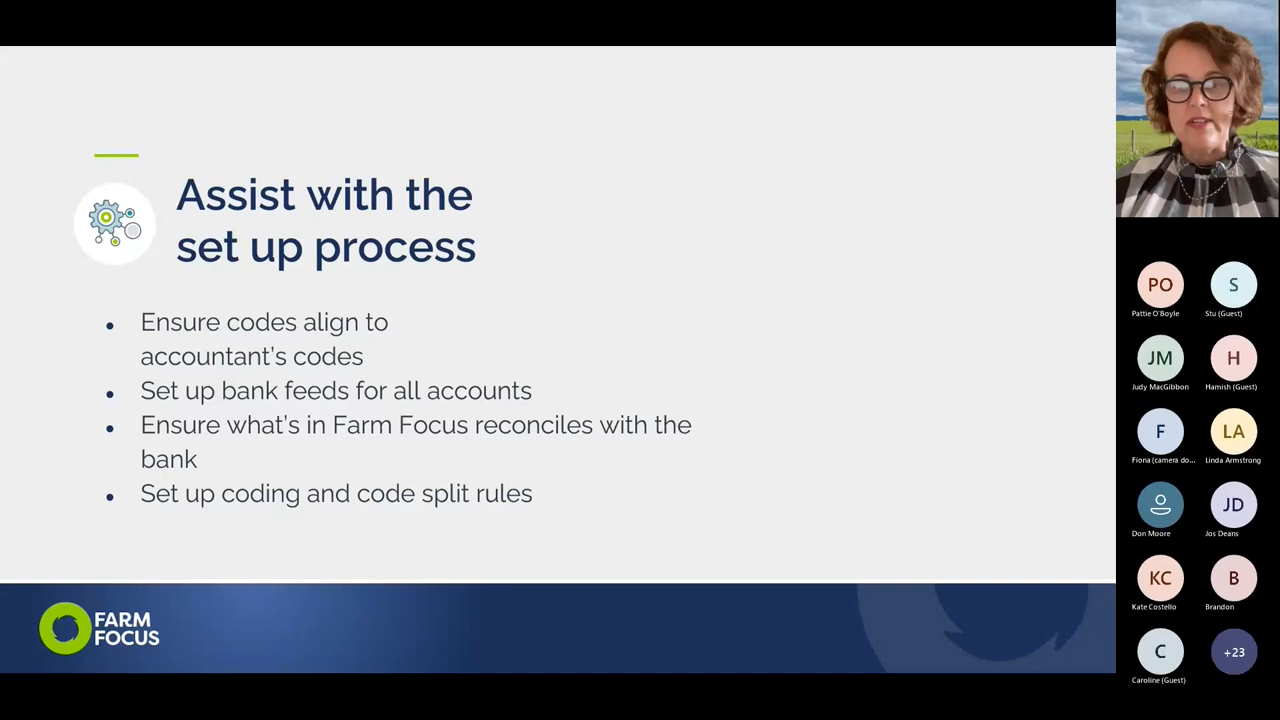 Assist with the
set up process
• Ensure codes align to
accountant's codes
• Set up bank feeds for all accounts
• Ensure what's in Farm Focus reconciles with the
bank
• Set up coding and code split rules
FARM
FOCUS
PO
Pattie O'Boyle
S
Stu (Guest)
JM
Judy MacGibbon
H
Hamish (Guest)
F
Fiona (camera do...
LA
Linda Armstrong
Don Moore
JD
Jos Deans
KC
Kate Costello
B
Brandon
C
Caroline (Guest)
+23